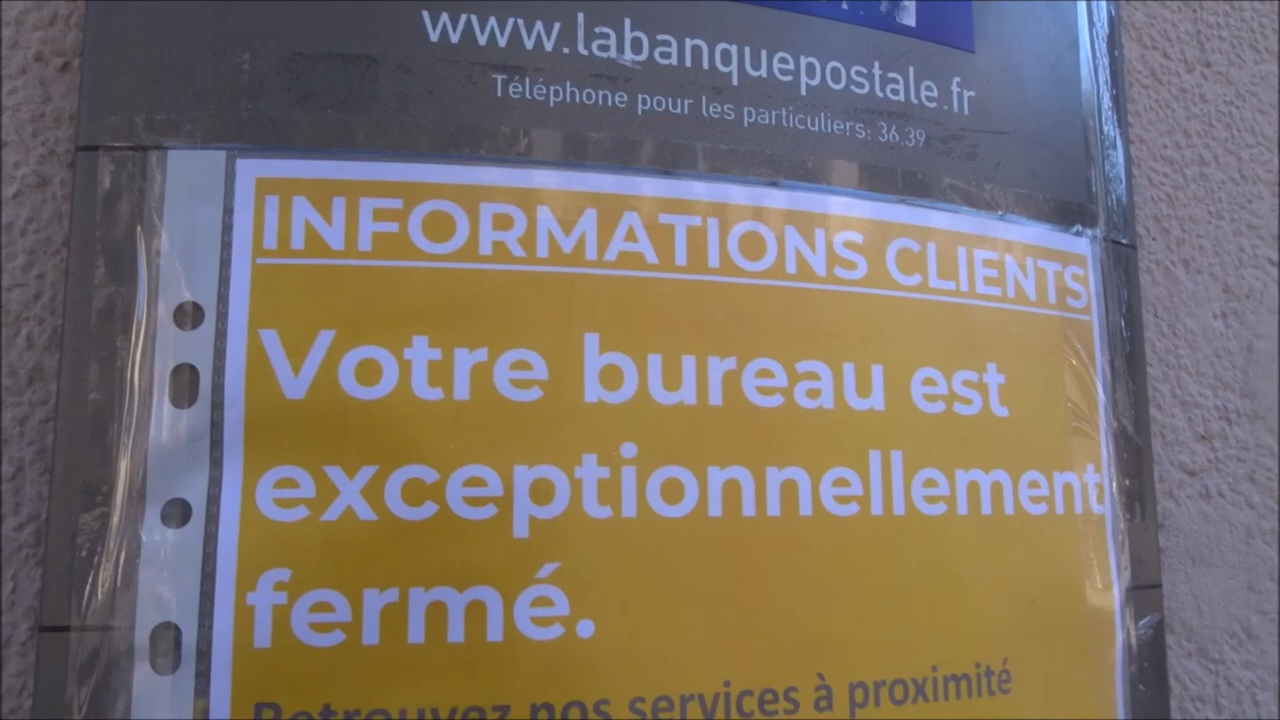 www.labanquepostale.fr
Téléphone pour les particuliers: 36.39
INFORMATIONS CLIENTS
Votre bureau est
exceptionnellement
fermé.
Retrouvez nos services à proximité